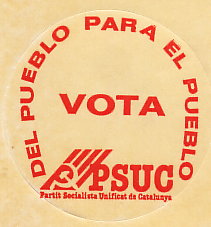 DEL PUEBLO PARA EL PUEBLO
VOTA
PSUC
Partit Socialista Unificat de Catalunya